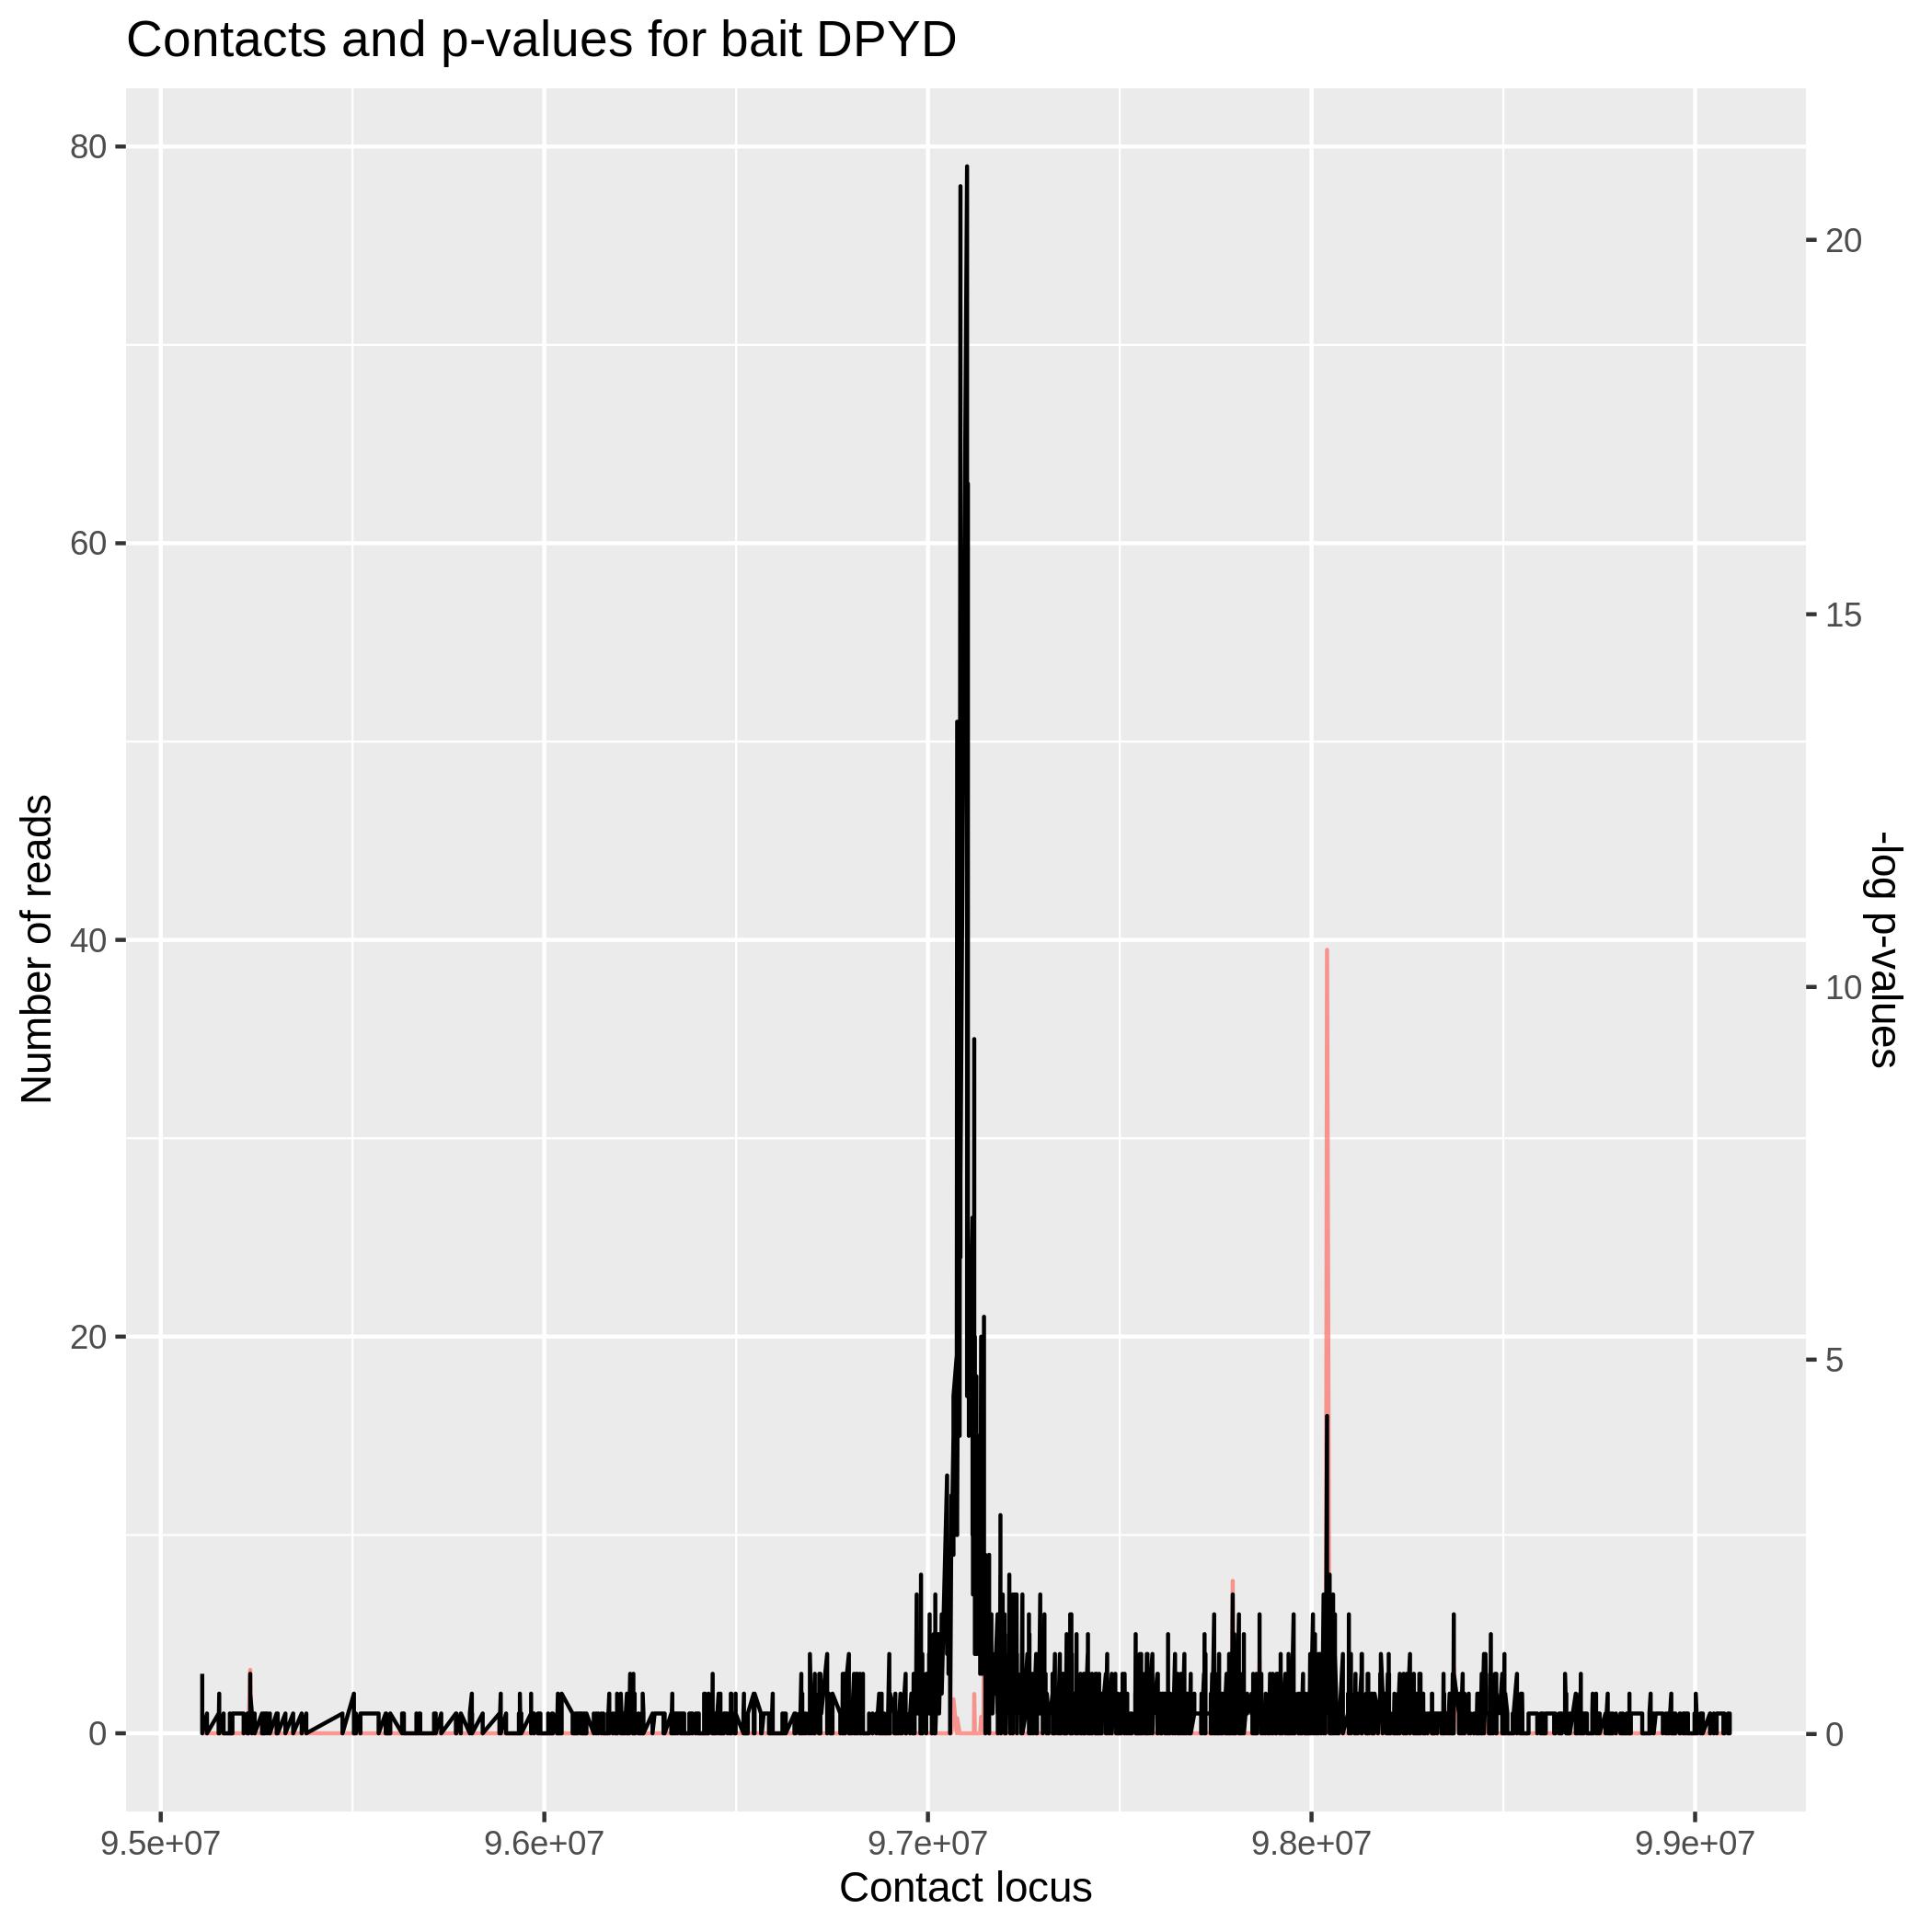 Contacts and p-values for bait DPYD
80
60
40
20
0
Number of reads
20
15
10
5
0
-log p-values
9.5e+07 9.6e+07 9.7e+07 9.8e+07 9.9e+07
Contact locus